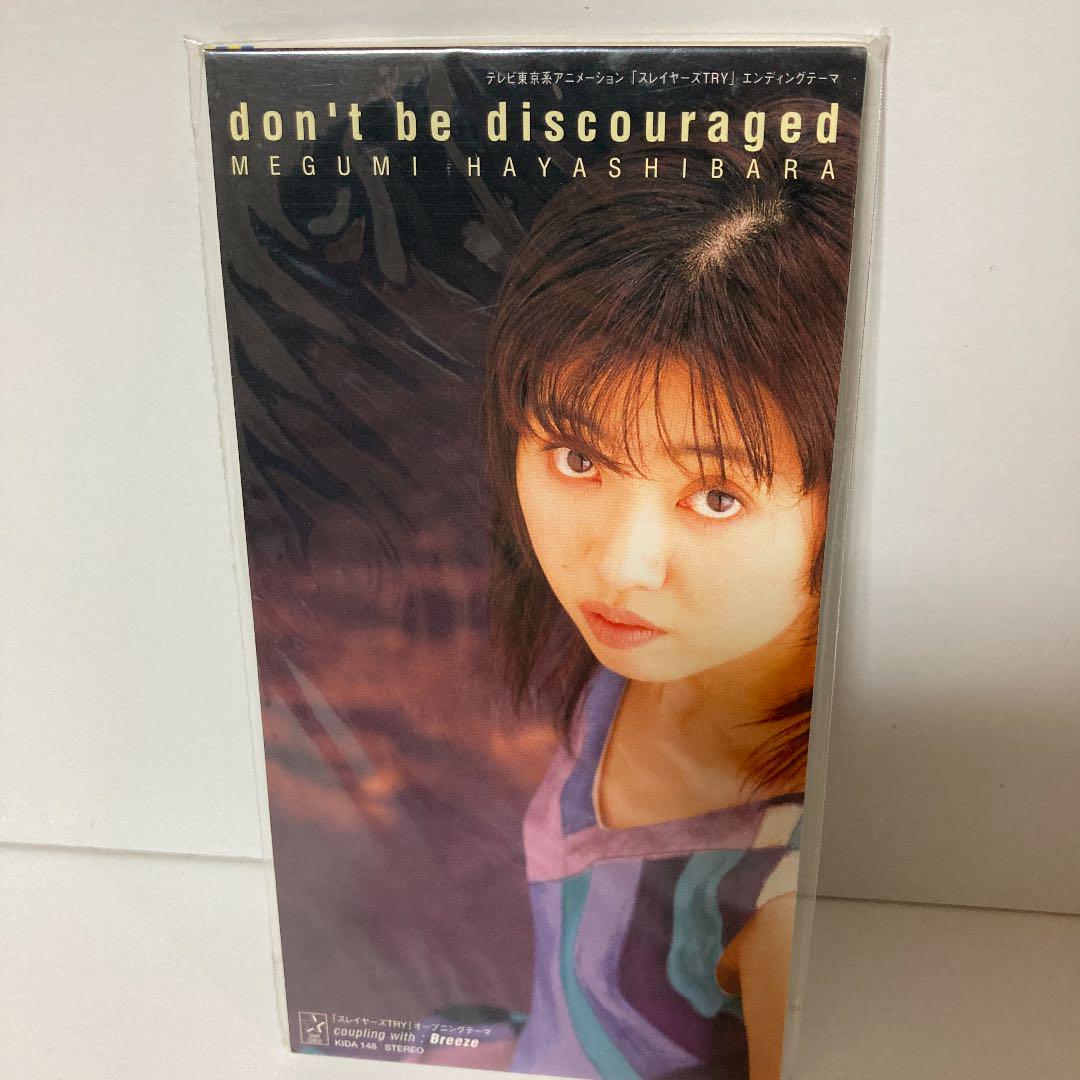 テレビ東京系アニメーション「スレイヤーズTRY」エンディングテーマ
don't be discouraged
MEGUMI HAYASHIBARA
「スレイヤーズTRY」オープニングテーマ
coupling with : Breeze
KIDA 148 STEREO
STAR CHILD